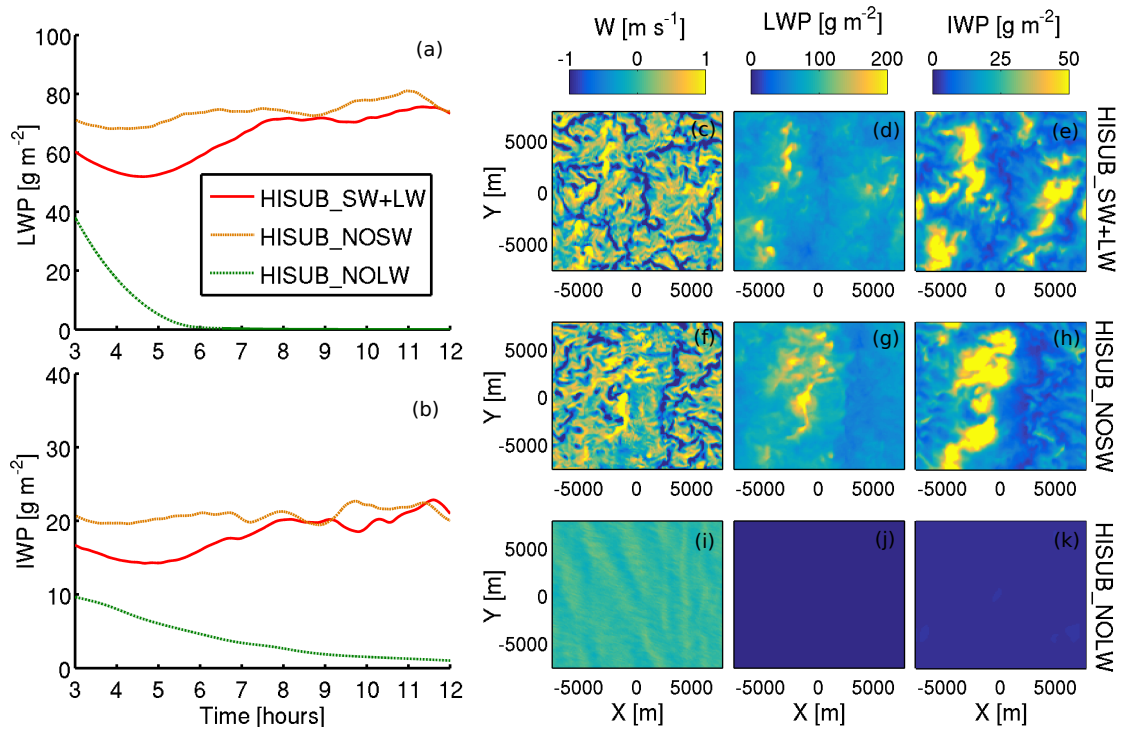 (a)
100
80
60
40
20
0
LWP [g m-2]
HISUB_SW+LW
HISUB_NOSW
HISUB_NOLW
3 4 5 6 7 8 9 10 11 12
(b)
40
30
20
10
0
IWP [g m-2]
3 4 5 6 7 8 9 10 11 12
Time [hours]
W [m s-1] LWP [g m-2] IWP [g m-2]
-1 0 1 0 100 200 0 25 50
(c) (d) (e)
5000
0
-5000
Y [m]
HISUB_SW+LW
-5000 0 5000 -5000 0 5000 -5000 0 5000
(f) (g) (h)
5000
0
-5000
Y [m]
HISUB_NOSW
-5000 0 5000 -5000 0 5000 -5000 0 5000
(i) (j) (k)
5000
0
-5000
Y [m]
HISUB_NOLW
-5000 0 5000 -5000 0 5000 -5000 0 5000
X [m] X [m] X [m]